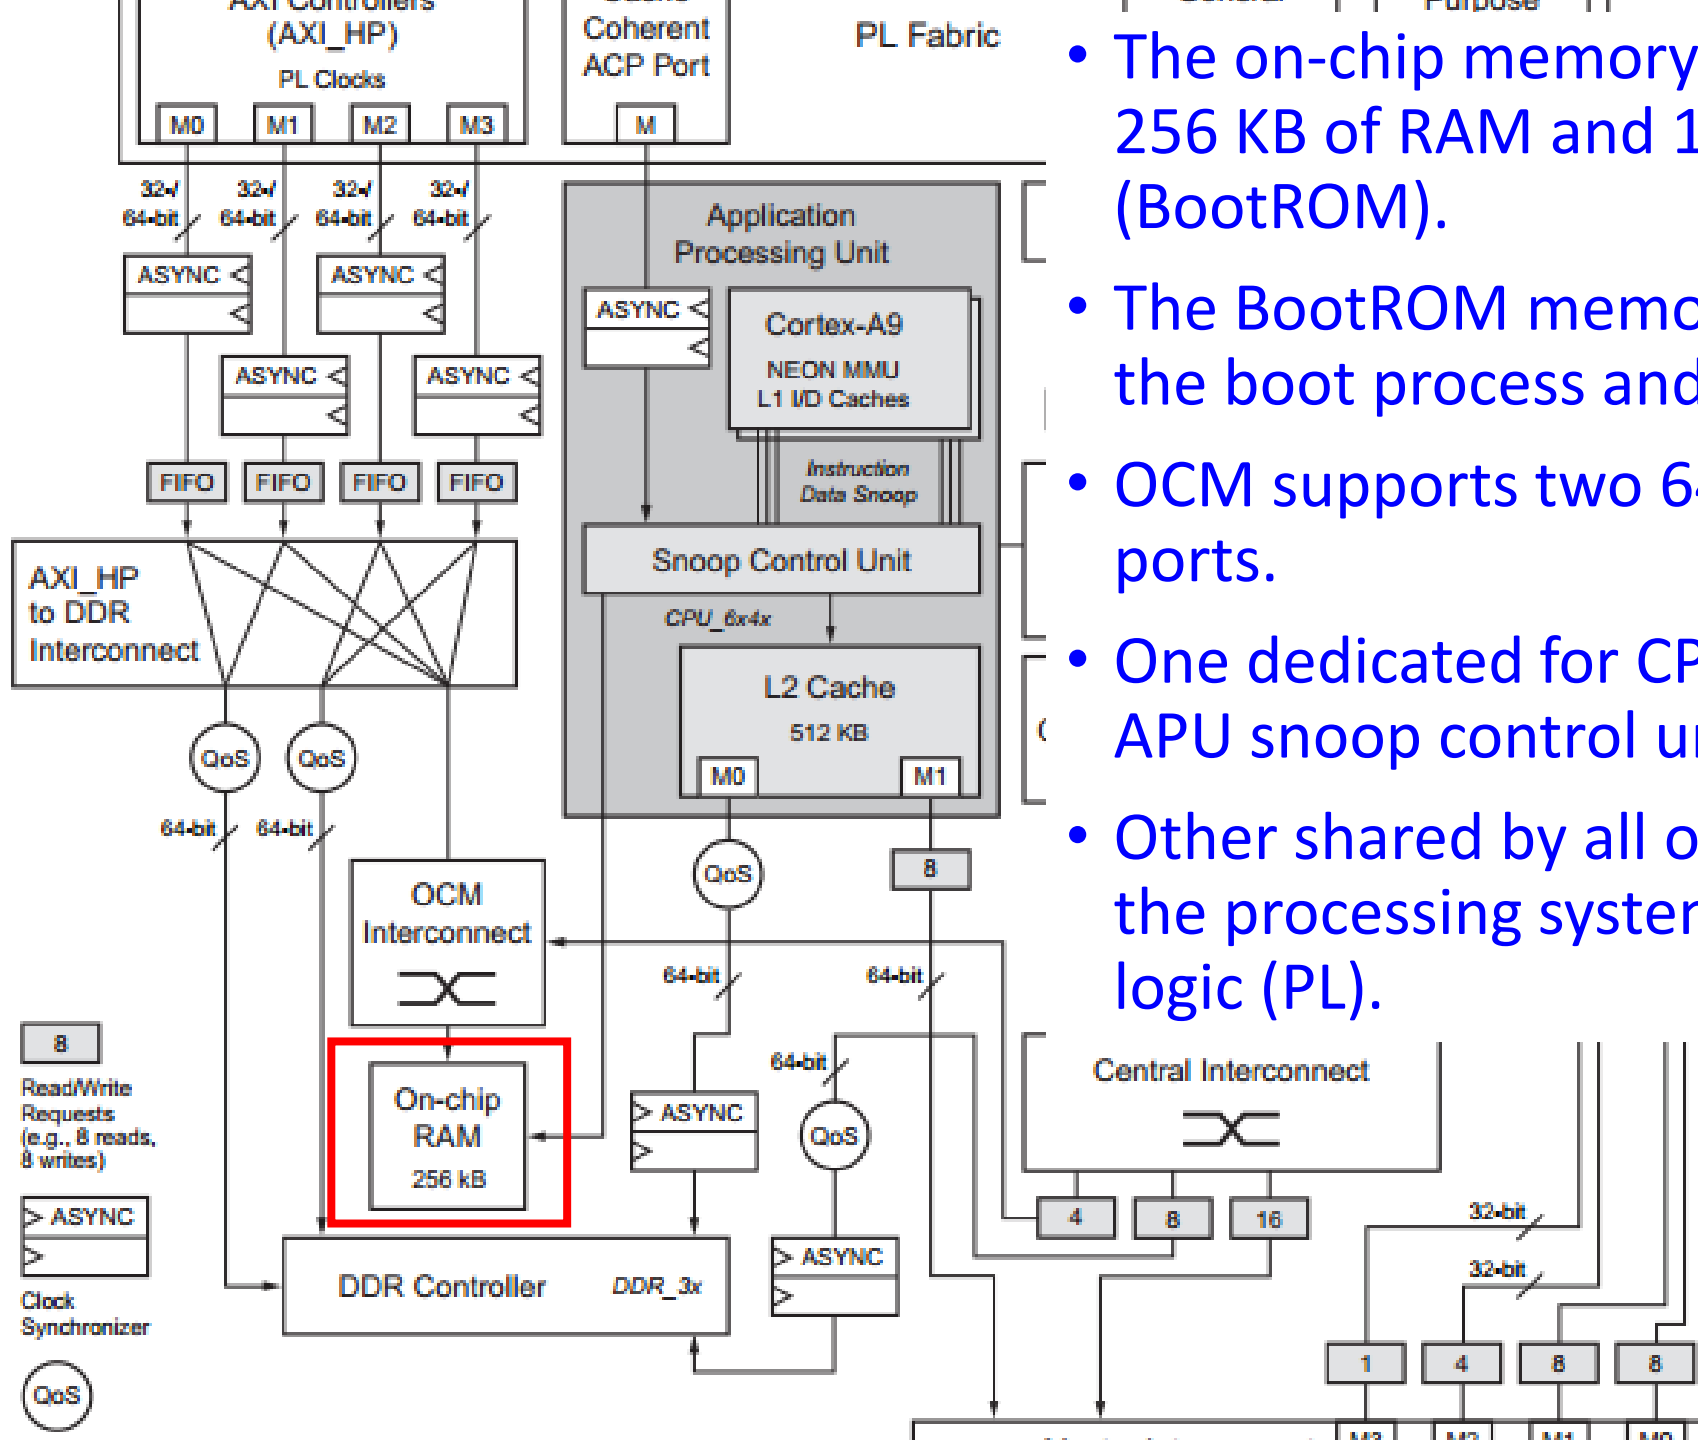 AXI Controllers
(AXI_HP)
PL Clocks
M0
M1
M2
M3
Coherent
ACP Port
M
PL Fabric
Purpose
32-/
64-bit
32-/
64-bit
32-/
64-bit
32-/
64-bit
ASYNC
ASYNC
ASYNC
ASYNC
FIFO
FIFO
FIFO
FIFO
AXI_HP
to DDR
Interconnect
QoS
QoS
64-bit
64-bit
Application
Processing Unit
ASYNC
Cortex-A9
NEON MMU
L1 I/D Caches
Instruction
Data Snoop
Snoop Control Unit
CPU_6x4x
L2 Cache
512 KB
M0
M1
QoS
8
OCM
Interconnect
64-bit
64-bit
On-chip
RAM
256 kB
ASYNC
64-bit
QoS
ASYNC
DDR Controller
DDR_3x
8
Read/Write
Requests
(e.g., 8 reads,
8 writes)
ASYNC
Clock
Synchronizer
QoS
• The on-chip memory
256 KB of RAM and 1
(BootROM).
• The BootROM
the boot process and
• OCM supports two
ports.
• One dedicated for
APU snoop control
• Other shared by all
the processing
logic (PL).
Central Interconnect
4
8
16
32-bit
32-bit
1
4
8
8